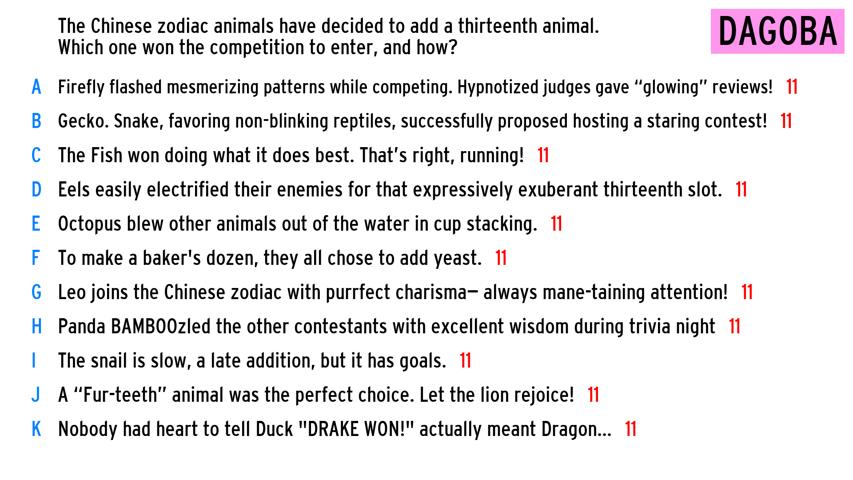 The Chinese zodiac animals have decided to add a thirteenth animal.
Which one won the competition to enter, and how?
DAGOBA
A Firefly flashed mesmerizing patterns while competing. Hypnotized judges gave “glowing” reviews! 11
B Gecko. Snake, favoring non-blinking reptiles, successfully proposed hosting a staring contest! 11
C The Fish won doing what it does best. That’s right, running! 11
D Eels easily electrified their enemies for that expressively exuberant thirteenth slot. 11
E Octopus blew other animals out of the water in cup stacking. 11
F To make a baker's dozen, they all chose to add yeast. 11
G Leo joins the Chinese zodiac with purrfect charisma— always mane-taining attention! 11
H Panda BAMBOOzled the other contestants with excellent wisdom during trivia night 11
I The snail is slow, a late addition, but it has goals. 11
J A “Fur-teeth” animal was the perfect choice. Let the lion rejoice! 11
K Nobody had heart to tell Duck "DRAKE WON!" actually meant Dragon... 11